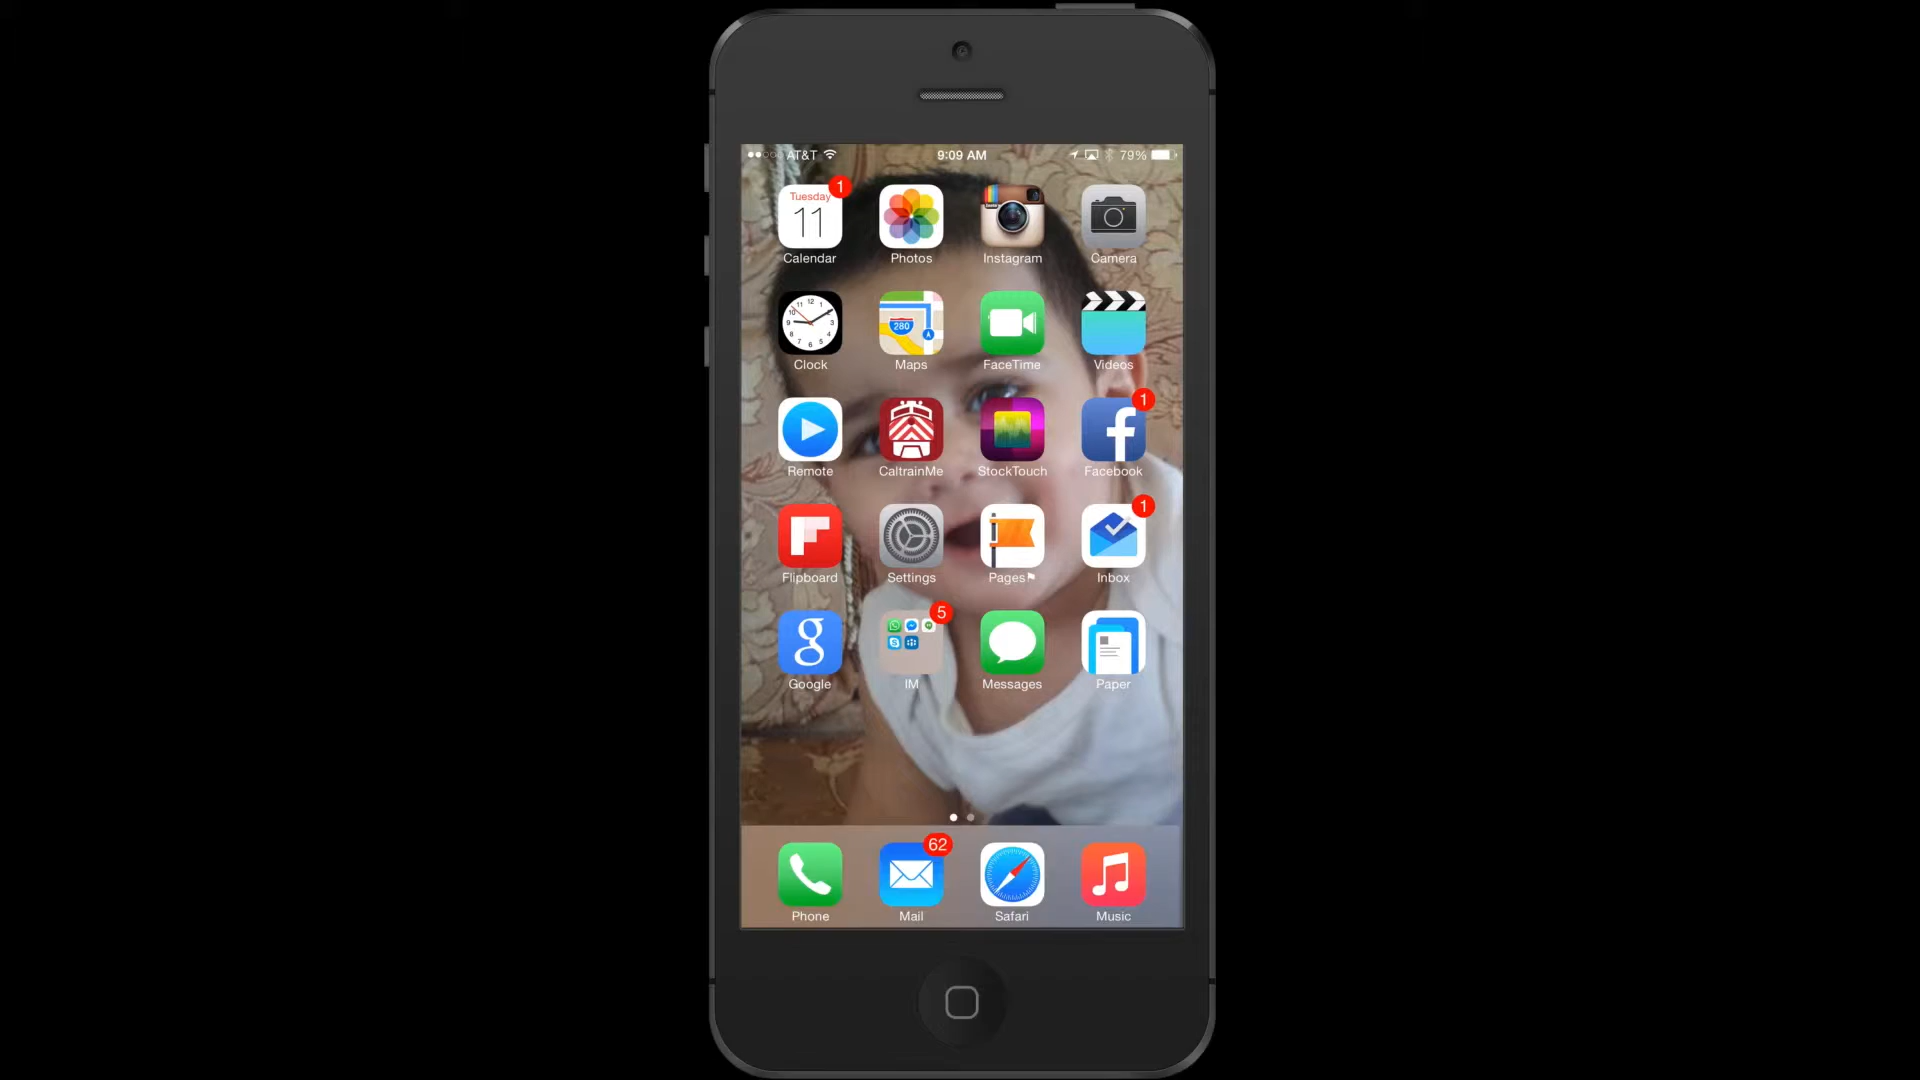 AT&T 9:09 AM 79%
1
Tuesday
11
Calendar Photos Instagram Camera
280
Clock Maps FaceTime Videos
1
Remote CaltrainMe StockTouch Facebook
1
Flipboard Settings Pages Inbox
g 5
Google IM Messages Paper
62
Phone Mail Safari Music